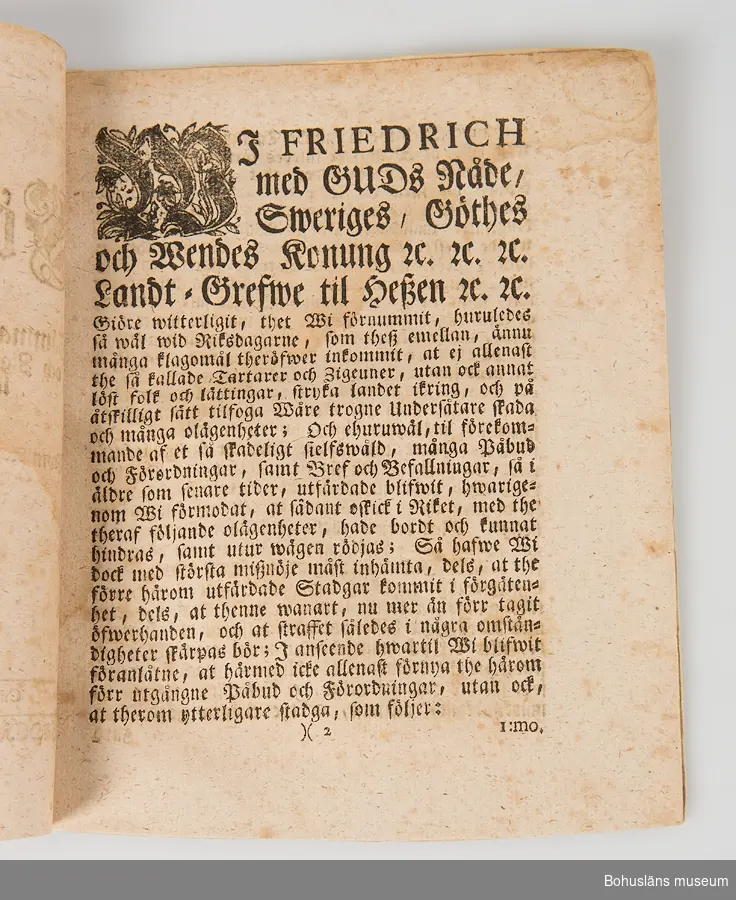 WJ FRIEDRICH
med GUDs Nåde/
Sweriges/ Göthes
och Wendes Konung ꝛc. ꝛc. ꝛc.
Landt-Grefwe til Heßen ꝛc. ꝛc.
Giöre witterligit, thet Wi förnummit, huruledes
så wäl wid Riksdagarne, som theß emellan, ännu
många klagomål theröfwer inkommit, at ej allenast
the så kallade Tartarer och Zigeuner, utan ock annat
löst folk och lättingar, stryka landet ikring, och på
åtskilligt sätt tilfoga Wåre trogne Undersåtare skada
och många olägenheter; Och ehuruwäl, til förekom-
mande af et så skadeligt sielfswåld, många Påbud
och Förordningar, samt Bref och Befallningar, så i
äldre som senare tider, utfärdade blifwit, hwarige-
nom Wi förmodat, at sådant oskick i Riket, med the
theraf följande olägenheter, hade bordt och kunnat
hindras, samt utur wägen rödjas; Så hafwe Wi
dock med största mißnöje måst inhämta, dels, at the
förre härom utfärdade Stadgar kommit i förgäten-
het, dels, at thenne wanart, nu mer än förr tagit
öfwerhanden, och at straffet således i några omstän-
digheter skärpas bör; I anseende hwartil Wi blifwit
föranlåtne, at härmed icke allenast förnya the härom
förr utgångne Påbud och Förordningar, utan ock,
at therom ytterligare stadga, som följer:
)( 2 1:mo.
Bohusläns museum